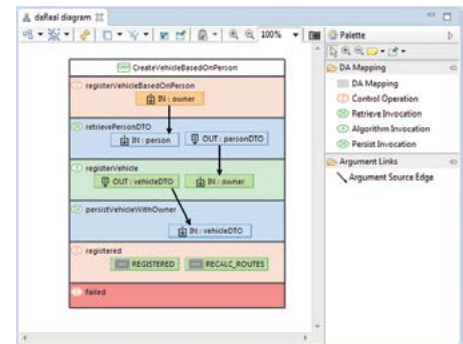 daReal diagram
100%
Palette
CreateVehicleBasedOnPerson
registerVehicleBasedOnPerson
IN : owner
retrievePersonDTO
IN : person
OUT : personDTO
registerVehicle
OUT : vehicleDTO
IN : owner
persistVehicleWithOwner
IN : vehicleDTO
registered
REGISTERED
RECALC_ROUTES
failed
DA Mapping
DA Mapping
Control Operation
Retrieve Invocation
Algorithm Invocation
Persist Invocation
Argument Links
Argument Source Edge